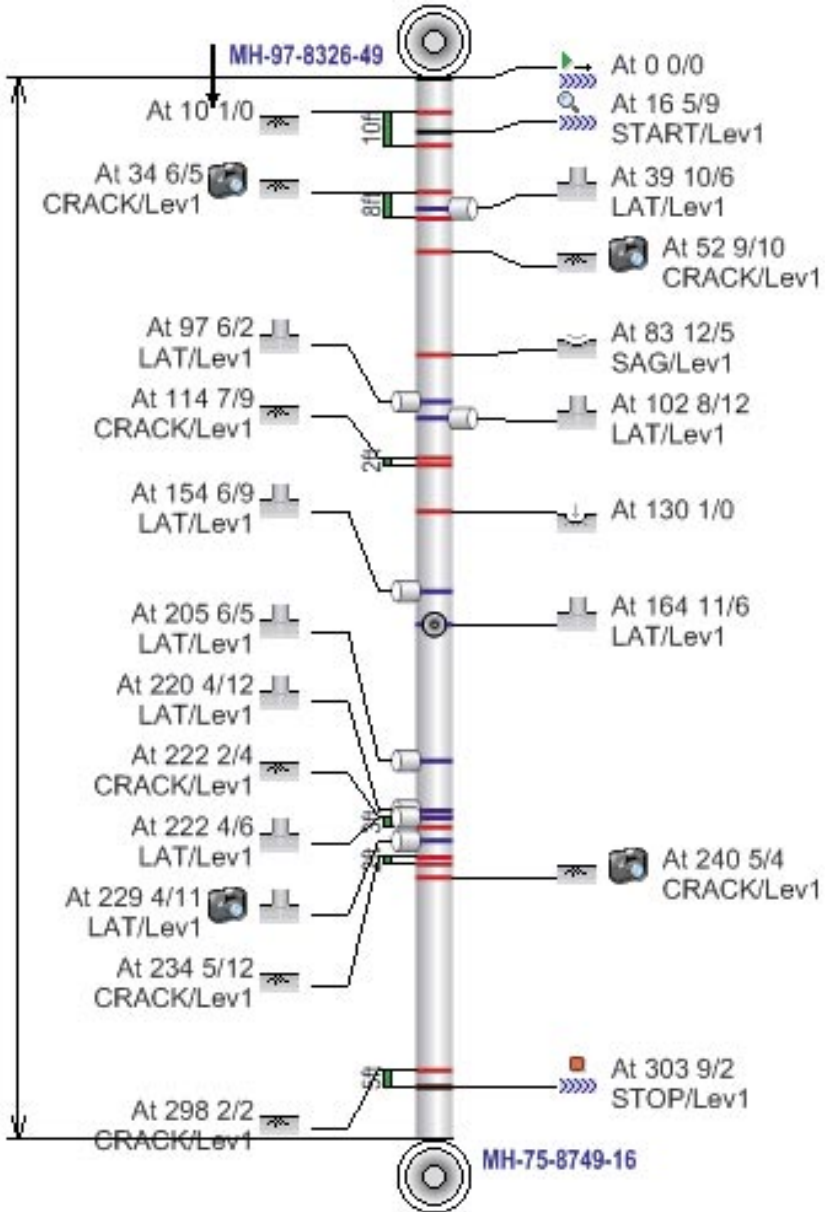 MH-97-8326-49
At 0 0/0
At 10 1/0
10ft
At 16 5/9
START/Lev1
At 34 6/5
CRACK/Lev1
8ft
At 39 10/6
LAT/Lev1
At 52 9/10
CRACK/Lev1
At 97 6/2
LAT/Lev1
At 83 12/5
SAG/Lev1
At 114 7/9
CRACK/Lev1
2ft
At 102 8/12
LAT/Lev1
At 154 6/9
LAT/Lev1
At 130 1/0
At 205 6/5
LAT/Lev1
At 164 11/6
LAT/Lev1
At 220 4/12
LAT/Lev1
At 222 2/4
CRACK/Lev1
At 222 4/6
LAT/Lev1
At 229 4/11
LAT/Lev1
At 240 5/4
CRACK/Lev1
At 234 5/12
CRACK/Lev1
5ft
At 303 9/2
STOP/Lev1
At 298 2/2
CRACK/Lev1
MH-75-8749-16